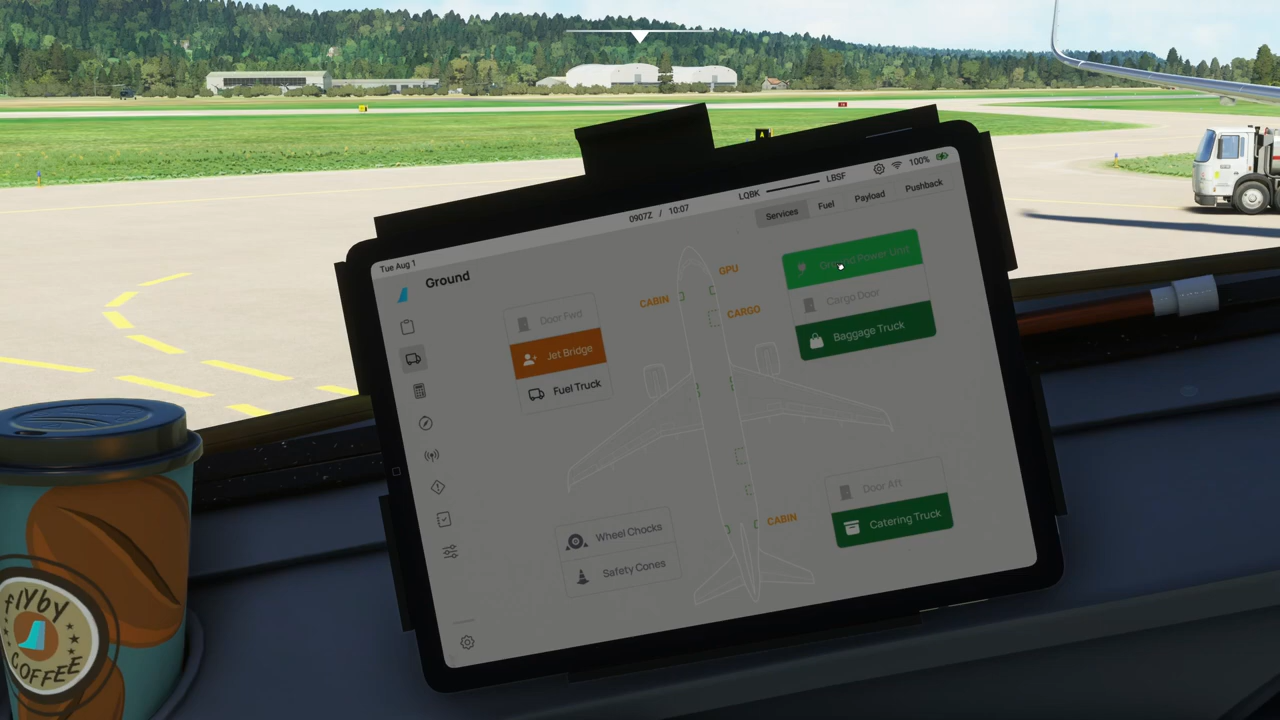 Tue Aug 1
0907Z / 10:07
LQBK
LBSF
100%
Ground
Services
Fuel
Payload
Pushback
GPU
CABIN
CARGO
Ground Power Unit
Cargo Door
Baggage Truck
Door Fwd
Jet Bridge
Fuel Truck
Wheel Chocks
Safety Cones
CABIN
Door Aft
Catering Truck
flyby
COFFEE
A